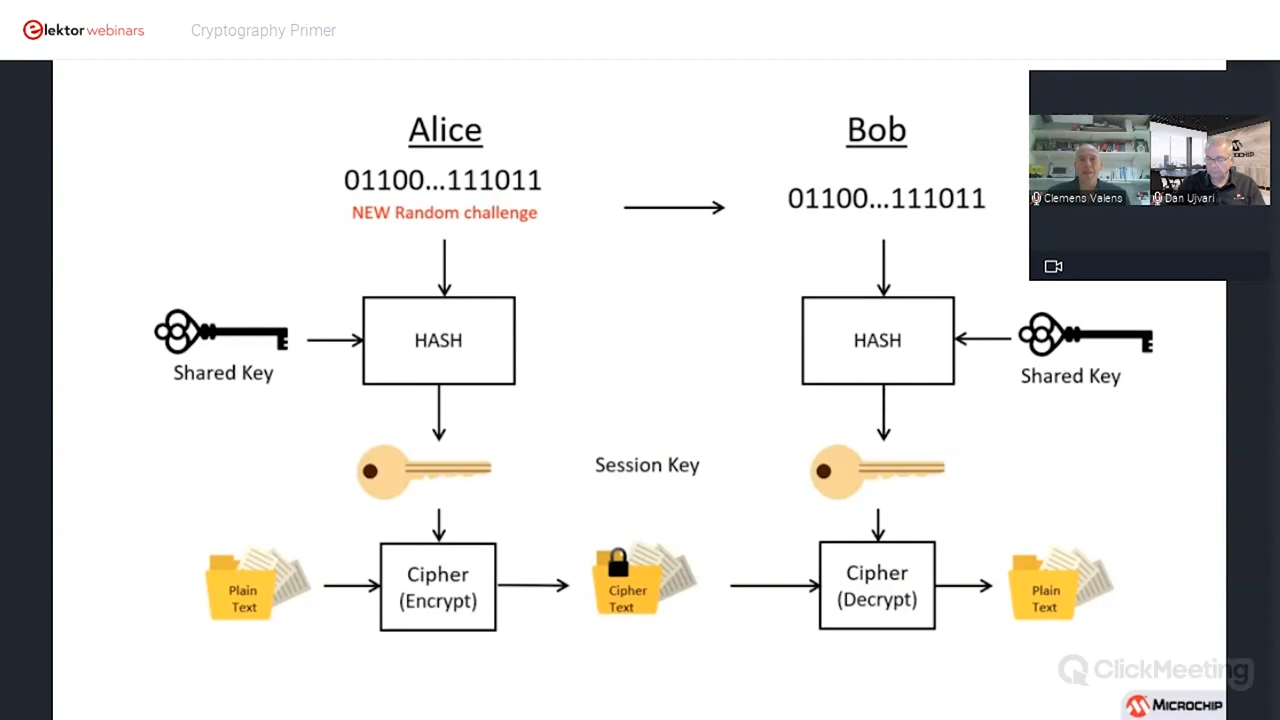 elektor webinars
Cryptography Primer
Alice
Bob
01100...111011
NEW Random challenge
01100...111011
Clemens Valens
Dan Ujvari
MICROCHIP
HASH
HASH
Shared Key
Shared Key
Session Key
Plain
Text
Cipher
(Encrypt)
Cipher
Text
Cipher
(Decrypt)
Plain
Text
ClickMeeting
MICROCHIP